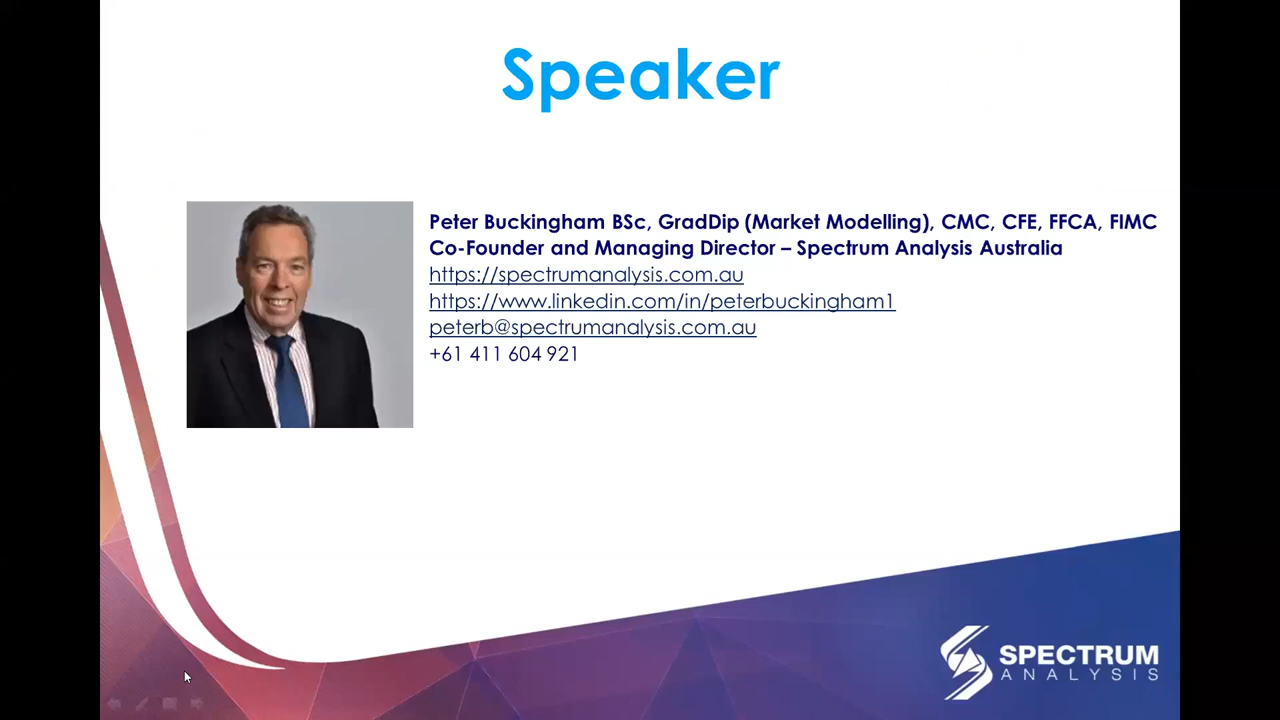 Speaker
Peter Buckingham BSc, GradDip (Market Modelling), CMC, CFE, FFCA, FIMC
Co-Founder and Managing Director – Spectrum Analysis Australia
https://spectrumanalysis.com.au
https://www.linkedin.com/in/peterbuckingham1
peterb@spectrumanalysis.com.au
+61 411 604 921
SPECTRUM
ANALYSIS